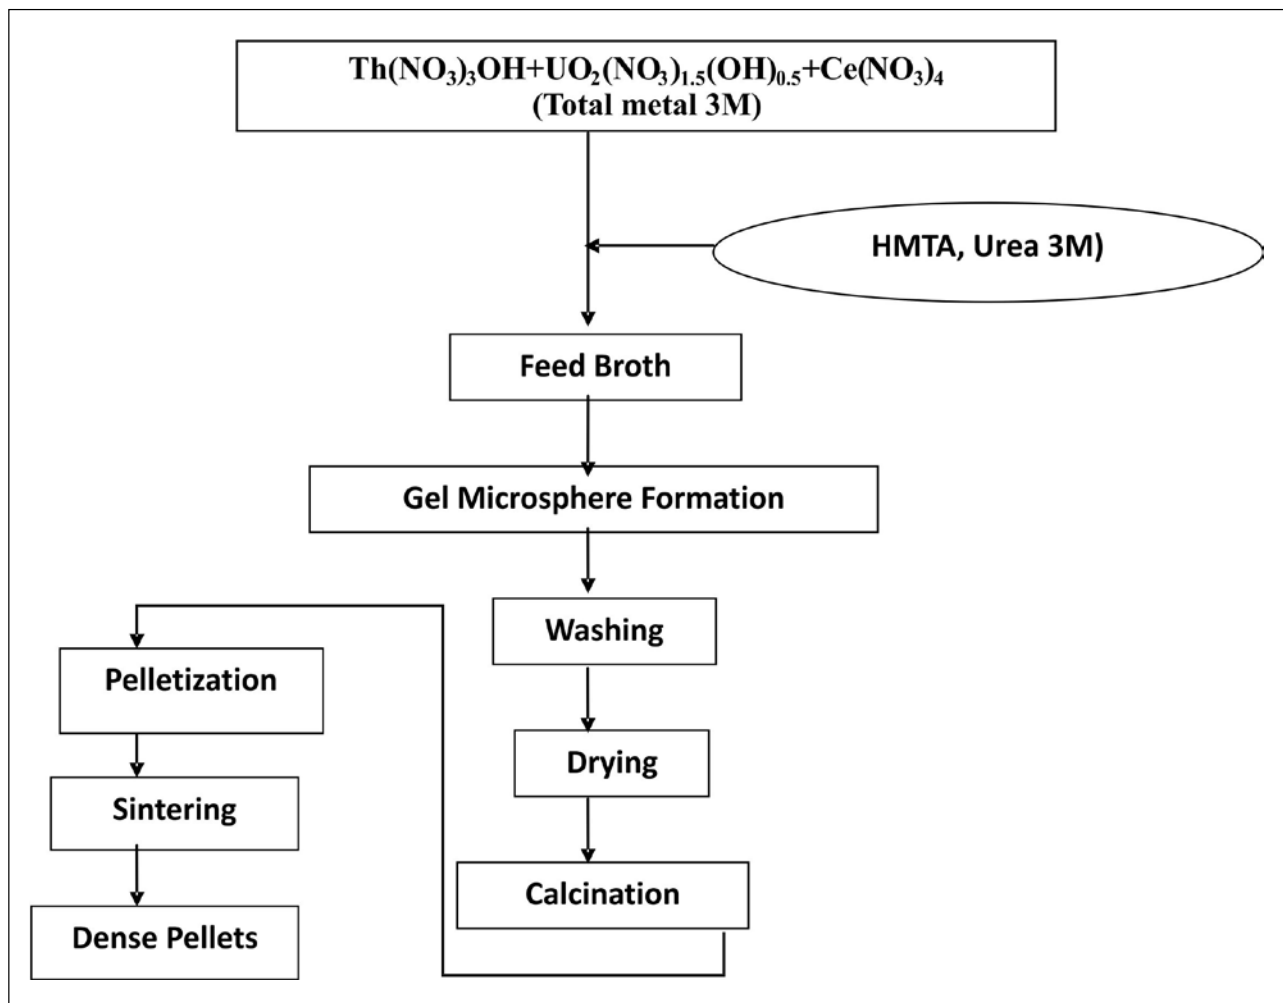 Th(NO₃)₃OH+UO₂(NO₃)₁.₅(OH)₀.₅+Ce(NO₃)₄
(Total metal 3M)
HMTA, Urea 3M)
Feed Broth
Gel Microsphere Formation
Washing
Drying
Calcination
Pelletization
Sintering
Dense Pellets